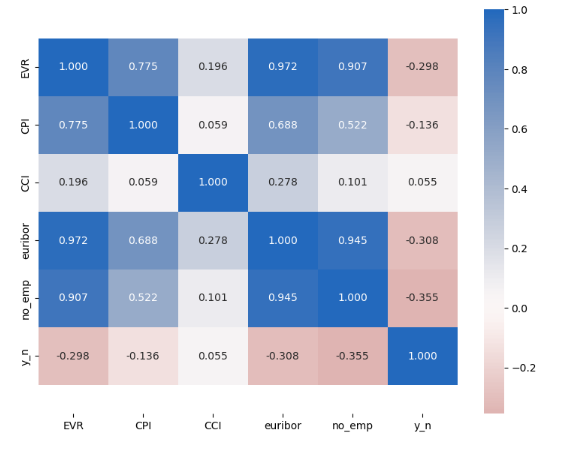 EVR 1.000 0.775 0.196 0.972 0.907 -0.298
CPI 0.775 1.000 0.059 0.688 0.522 -0.136
CCI 0.196 0.059 1.000 0.278 0.101 0.055
euribor 0.972 0.688 0.278 1.000 0.945 -0.308
no_emp 0.907 0.522 0.101 0.945 1.000 -0.355
y_n -0.298 -0.136 0.055 -0.308 -0.355 1.000
EVR CPI CCI euribor no_emp y_n
1.0
0.8
0.6
0.4
0.2
0.0
−0.2